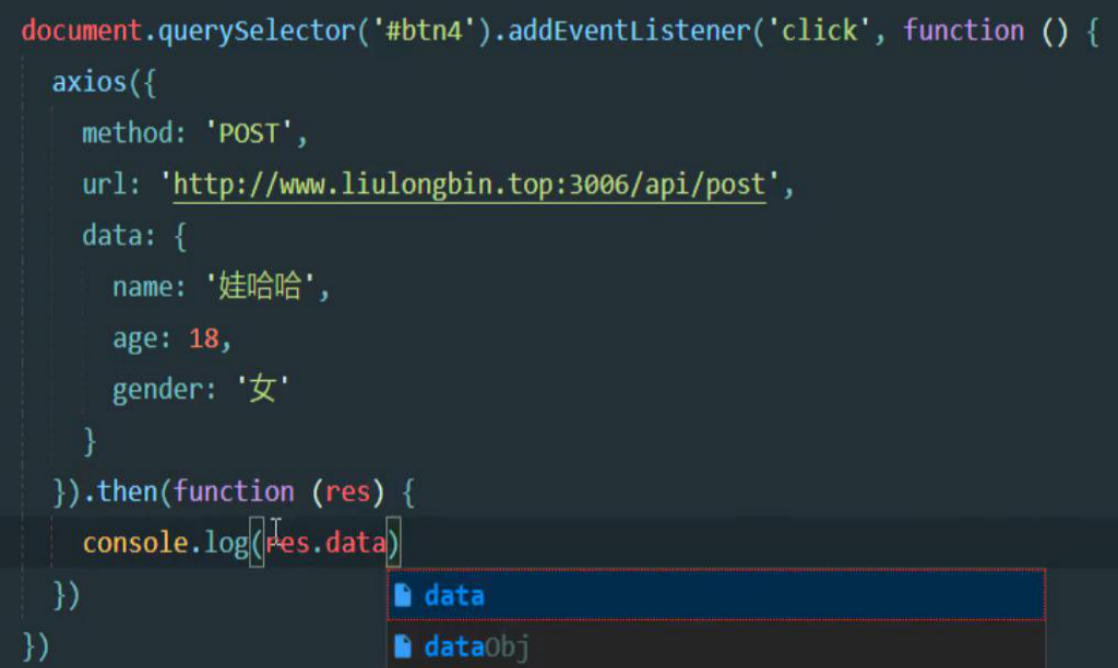 document.querySelector('#btn4').addEventListener('click', function () {
axios({
method: 'POST',
url: 'http://www.liulongbin.top:3006/api/post',
data: {
name: '娃哈哈',
age: 18,
gender: '女'
}
}).then(function (res) {
console.log(res.data)
})
data
})
dataObj